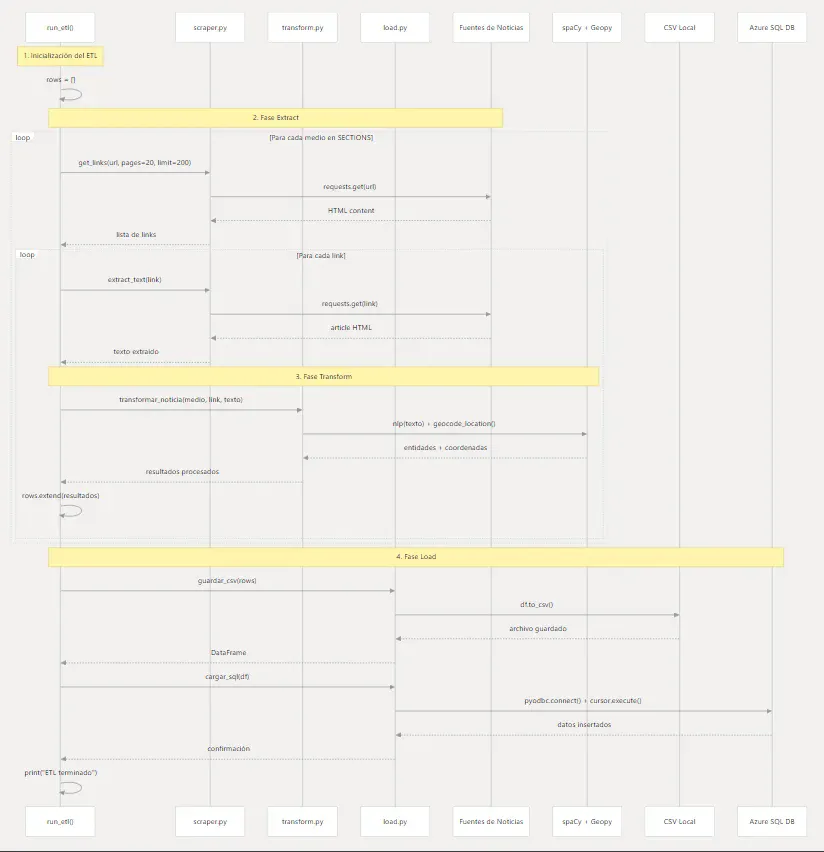 run_etl()
scraper.py
transform.py
load.py
Fuentes de Noticias
spaCy + Geopy
CSV Local
Azure SQL DB
1. Inicialización del ETL
rows = []
2. Fase Extract
loop
[Para cada medio en SECTIONS]
get_links(url, pages=20, limit=200)
requests.get(url)
HTML content
lista de links
loop
[Para cada link]
extract_text(link)
requests.get(link)
article HTML
texto extraido
3. Fase Transform
transformar_noticia(medio, link, texto)
nlp(texto) + geocode_location()
entidades + coordenadas
resultados procesados
rows.extend(resultados)
4. Fase Load
guardar_csv(rows)
df.to_csv()
archivo guardado
DataFrame
cargar_sql(df)
pyodbc.connect() + cursor.execute()
datos insertados
confirmación
print("ETL terminado")
run_etl()
scraper.py
transform.py
load.py
Fuentes de Noticias
spaCy + Geopy
CSV Local
Azure SQL DB